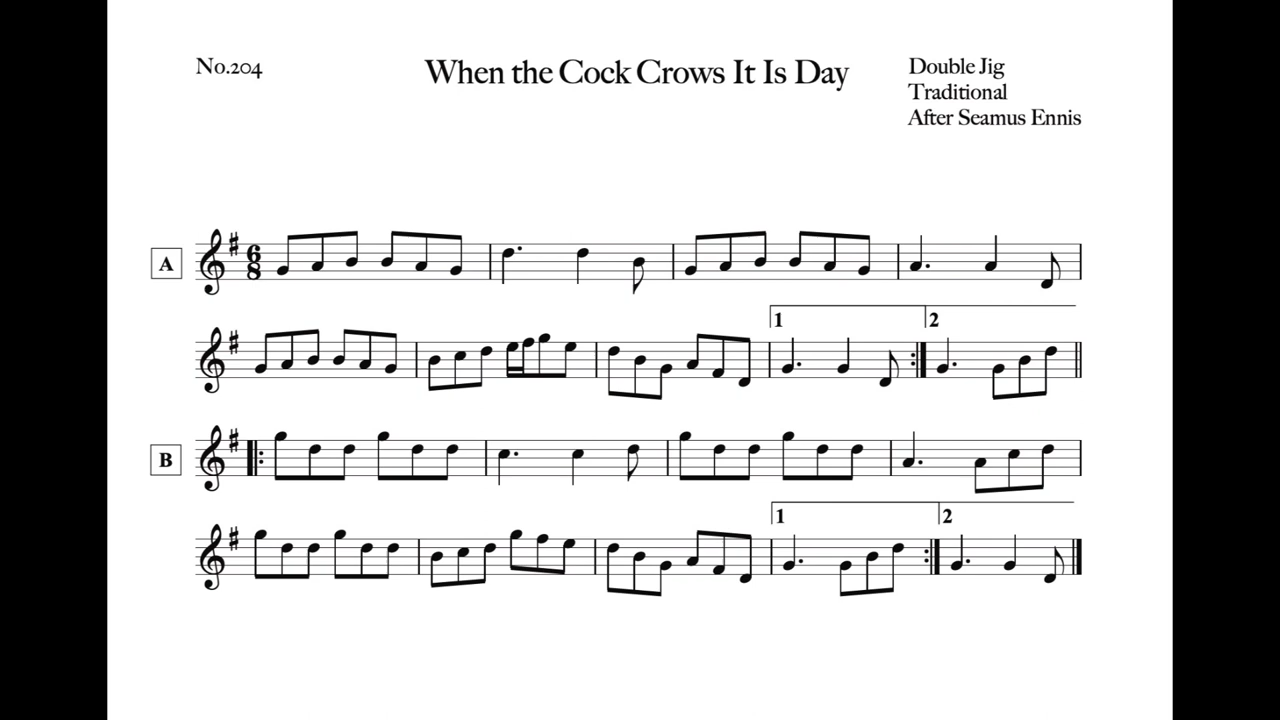 No.204
When the Cock Crows It Is Day
Double Jig
Traditional
After Seamus Ennis
A
6
8
1
2
B
1
2